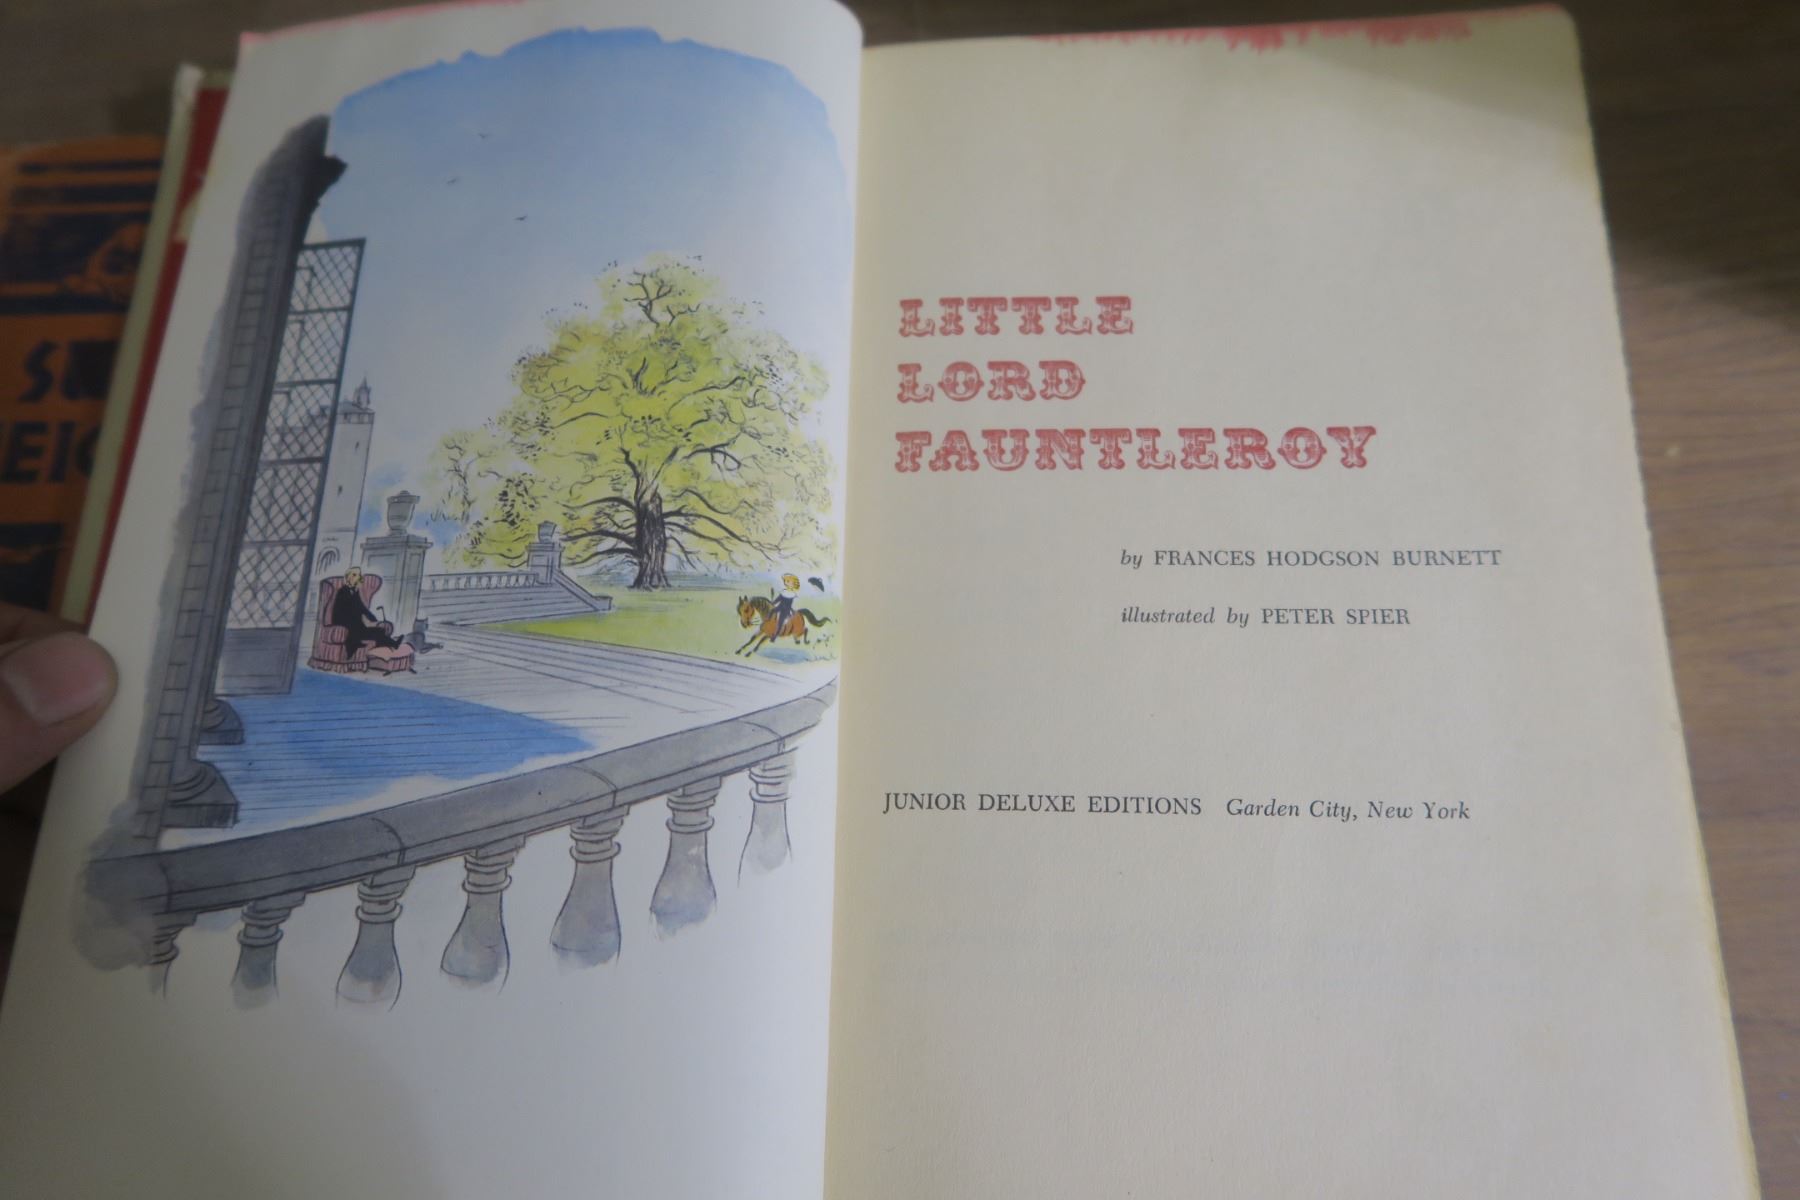 LITTLE
LORD
FAUNTLEROY
by FRANCES HODGSON BURNETT
illustrated by PETER SPIER
JUNIOR DELUXE EDITIONS Garden City, New York